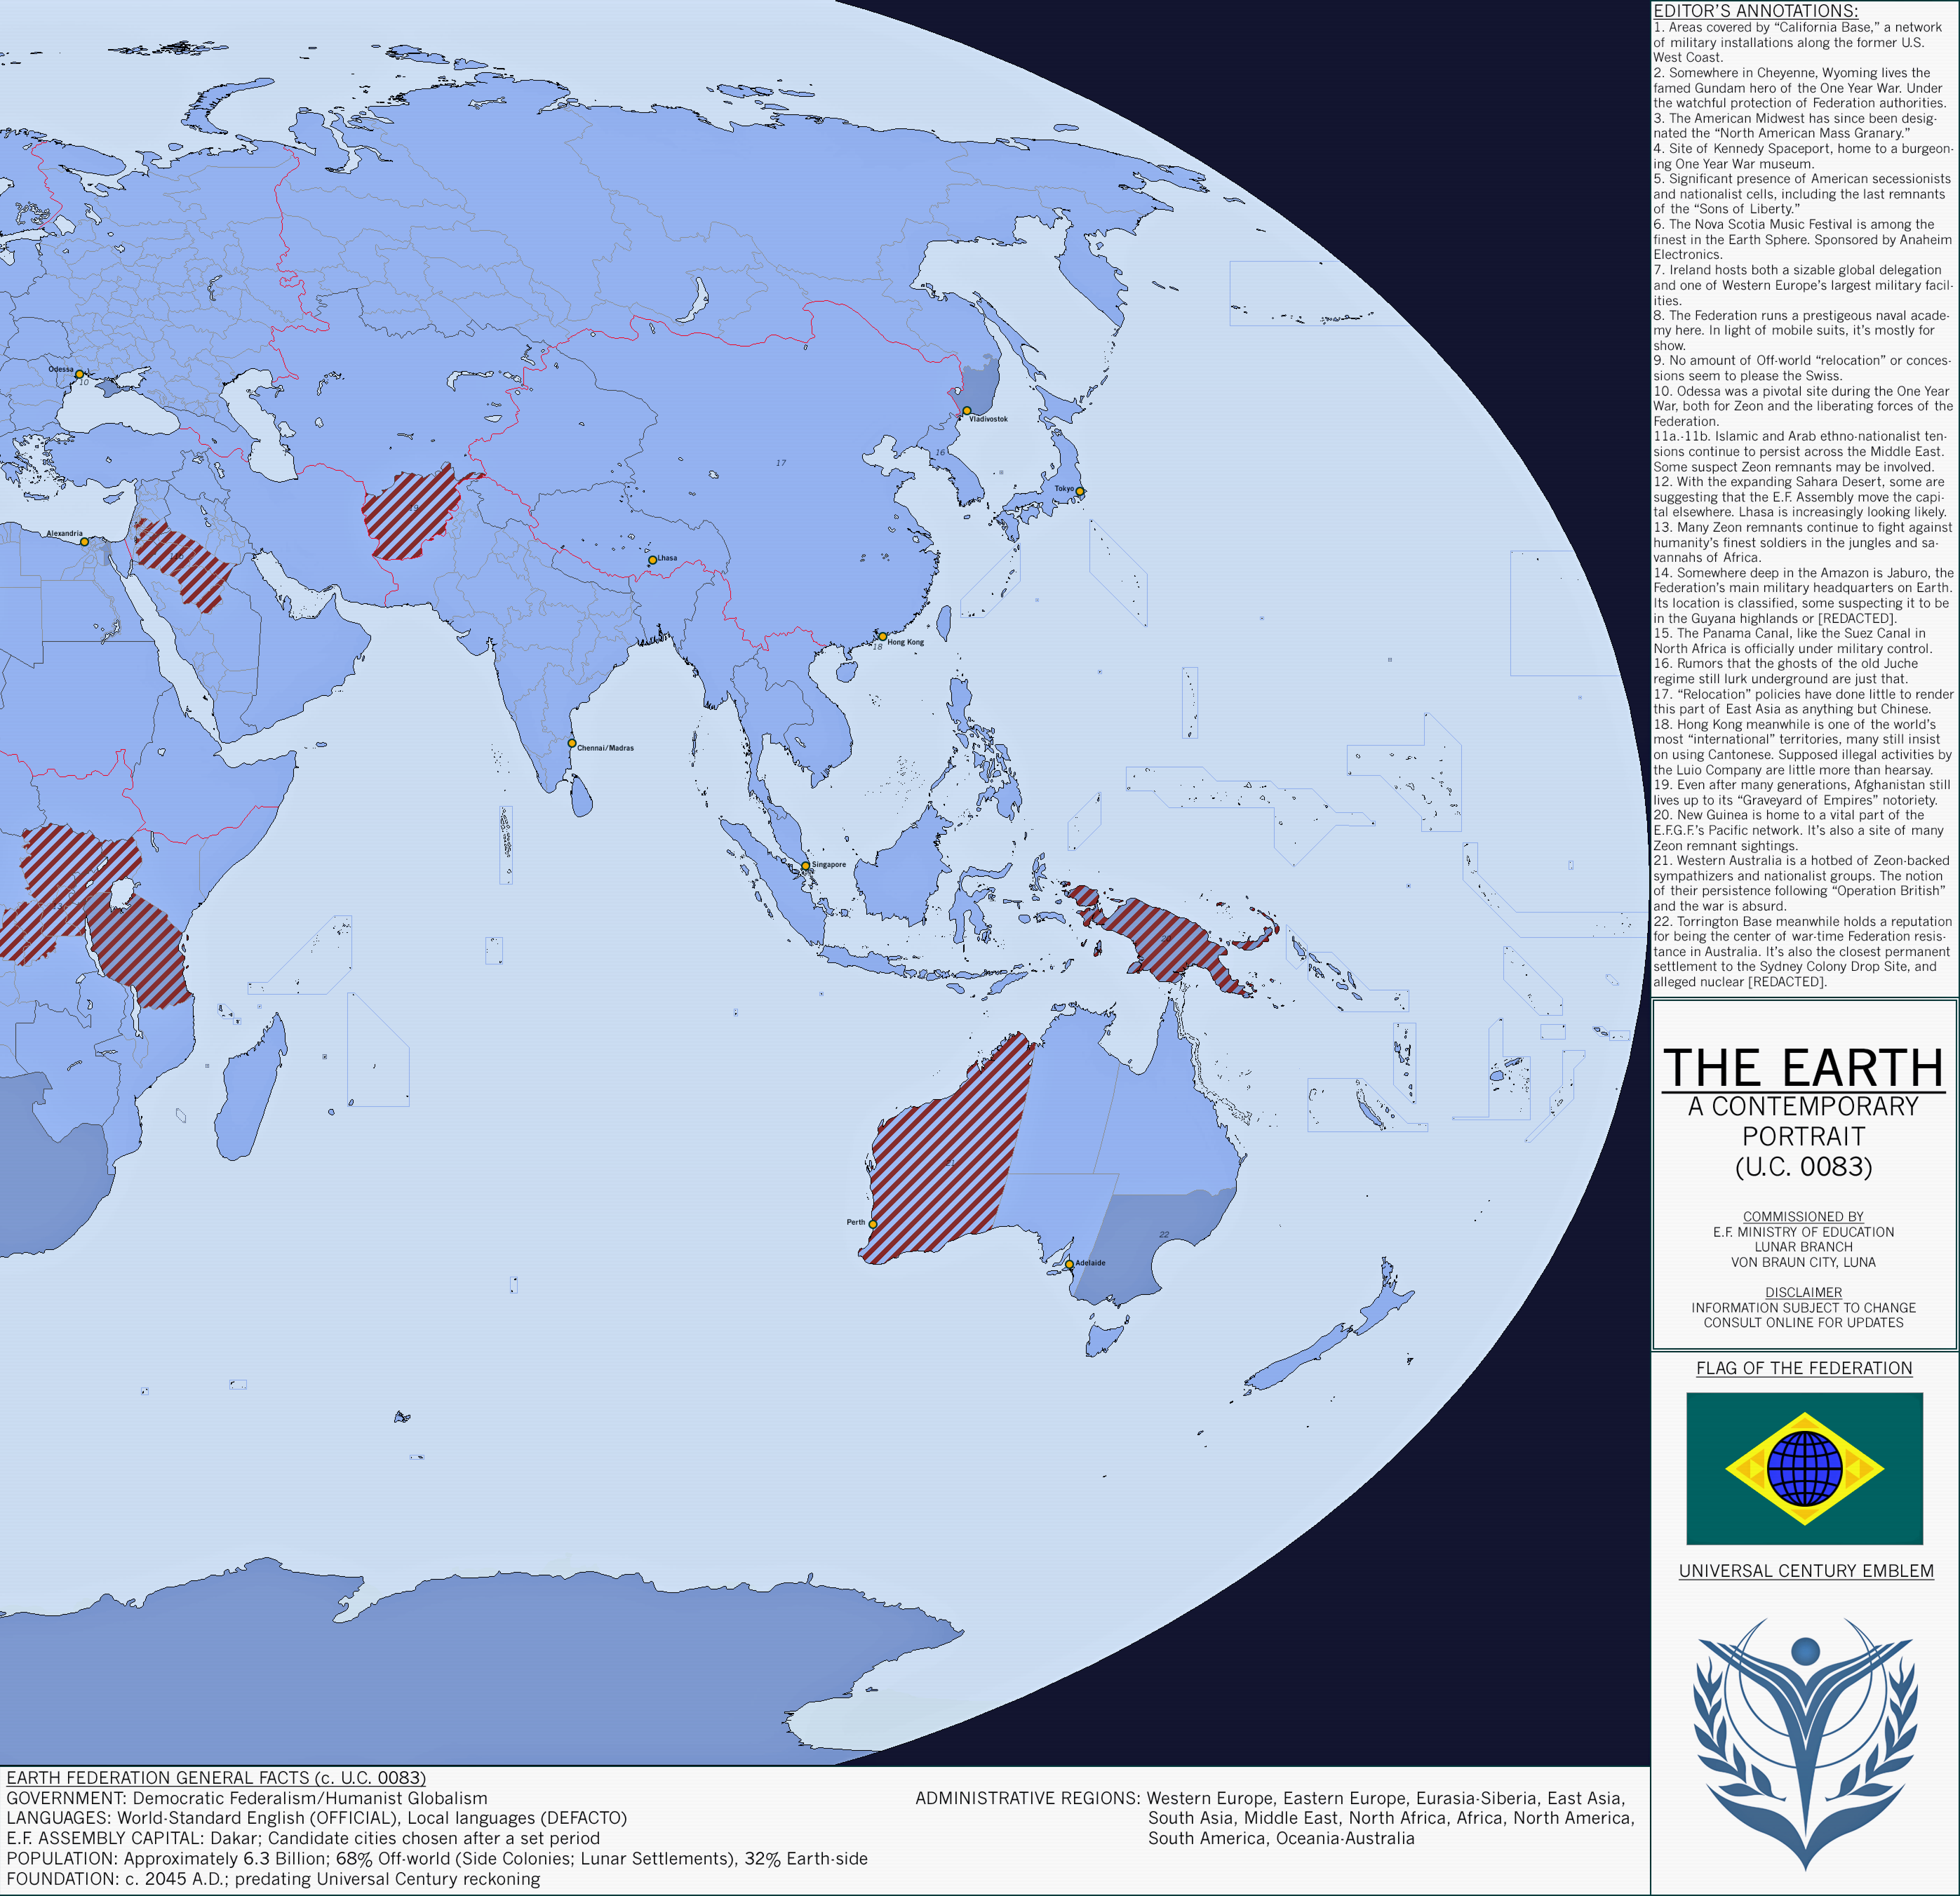 Odessa
10
Vladivostok
17
16
Tokyo
19
Alexandria
11b
Lhasa
Hong Kong
18
Chennai/Madras
Singapore
13
20
21
Perth
22
Adelaide
EDITOR'S ANNOTATIONS:
1. Areas covered by “California Base,” a network
of military installations along the former U.S.
West Coast.
2. Somewhere in Cheyenne, Wyoming lives the
famed Gundam hero of the One Year War. Under
the watchful protection of Federation authorities.
3. The American Midwest has since been desig-
nated the “North American Mass Granary.”
4. Site of Kennedy Spaceport, home to a burgeon-
ing One Year War museum.
5. Significant presence of American secessionists
and nationalist cells, including the last remnants
of the “Sons of Liberty.”
6. The Nova Scotia Music Festival is among the
finest in the Earth Sphere. Sponsored by Anaheim
Electronics.
7. Ireland hosts both a sizable global delegation
and one of Western Europe's largest military facil-
ities.
8. The Federation runs a prestigeous naval acade-
my here. In light of mobile suits, it's mostly for
show.
9. No amount of Off-world “relocation” or conces-
sions seem to please the Swiss.
10. Odessa was a pivotal site during the One Year
War, both for Zeon and the liberating forces of the
Federation.
11a.-11b. Islamic and Arab ethno-nationalist ten-
sions continue to persist across the Middle East.
Some suspect Zeon remnants may be involved.
12. With the expanding Sahara Desert, some are
suggesting that the E.F. Assembly move the capi-
tal elsewhere. Lhasa is increasingly looking likely.
13. Many Zeon remnants continue to fight against
humanity's finest soldiers in the jungles and sa-
vannahs of Africa.
14. Somewhere deep in the Amazon is Jaburo, the
Federation's main military headquarters on Earth.
Its location is classified, some suspecting it to be
in the Guyana highlands or [REDACTED].
15. The Panama Canal, like the Suez Canal in
North Africa is officially under military control.
16. Rumors that the ghosts of the old Juche
regime still lurk underground are just that.
17. “Relocation” policies have done little to render
this part of East Asia as anything but Chinese.
18. Hong Kong meanwhile is one of the world's
most “international” territories, many still insist
on using Cantonese. Supposed illegal activities by
the Luio Company are little more than hearsay.
19. Even after many generations, Afghanistan still
lives up to its “Graveyard of Empires” notoriety.
20. New Guinea is home to a vital part of the
E.F.G.F.'s Pacific network. It's also a site of many
Zeon remnant sightings.
21. Western Australia is a hotbed of Zeon-backed
sympathizers and nationalist groups. The notion
of their persistence following “Operation British”
and the war is absurd.
22. Torrington Base meanwhile holds a reputation
for being the center of war-time Federation resis-
tance in Australia. It's also the closest permanent
settlement to the Sydney Colony Drop Site, and
alleged nuclear [REDACTED].
THE EARTH
A CONTEMPORARY
PORTRAIT
(U.C. 0083)
COMMISSIONED BY
E.F. MINISTRY OF EDUCATION
LUNAR BRANCH
VON BRAUN CITY, LUNA
DISCLAIMER
INFORMATION SUBJECT TO CHANGE
CONSULT ONLINE FOR UPDATES
FLAG OF THE FEDERATION
UNIVERSAL CENTURY EMBLEM
EARTH FEDERATION GENERAL FACTS (c. U.C. 0083)
GOVERNMENT: Democratic Federalism/Humanist Globalism
LANGUAGES: World-Standard English (OFFICIAL), Local languages (DEFACTO)
E.F. ASSEMBLY CAPITAL: Dakar; Candidate cities chosen after a set period
POPULATION: Approximately 6.3 Billion; 68% Off-world (Side Colonies; Lunar Settlements), 32% Earth-side
FOUNDATION: c. 2045 A.D.; predating Universal Century reckoning
ADMINISTRATIVE REGIONS: Western Europe, Eastern Europe, Eurasia-Siberia, East Asia,
South Asia, Middle East, North Africa, Africa, North America,
South America, Oceania-Australia